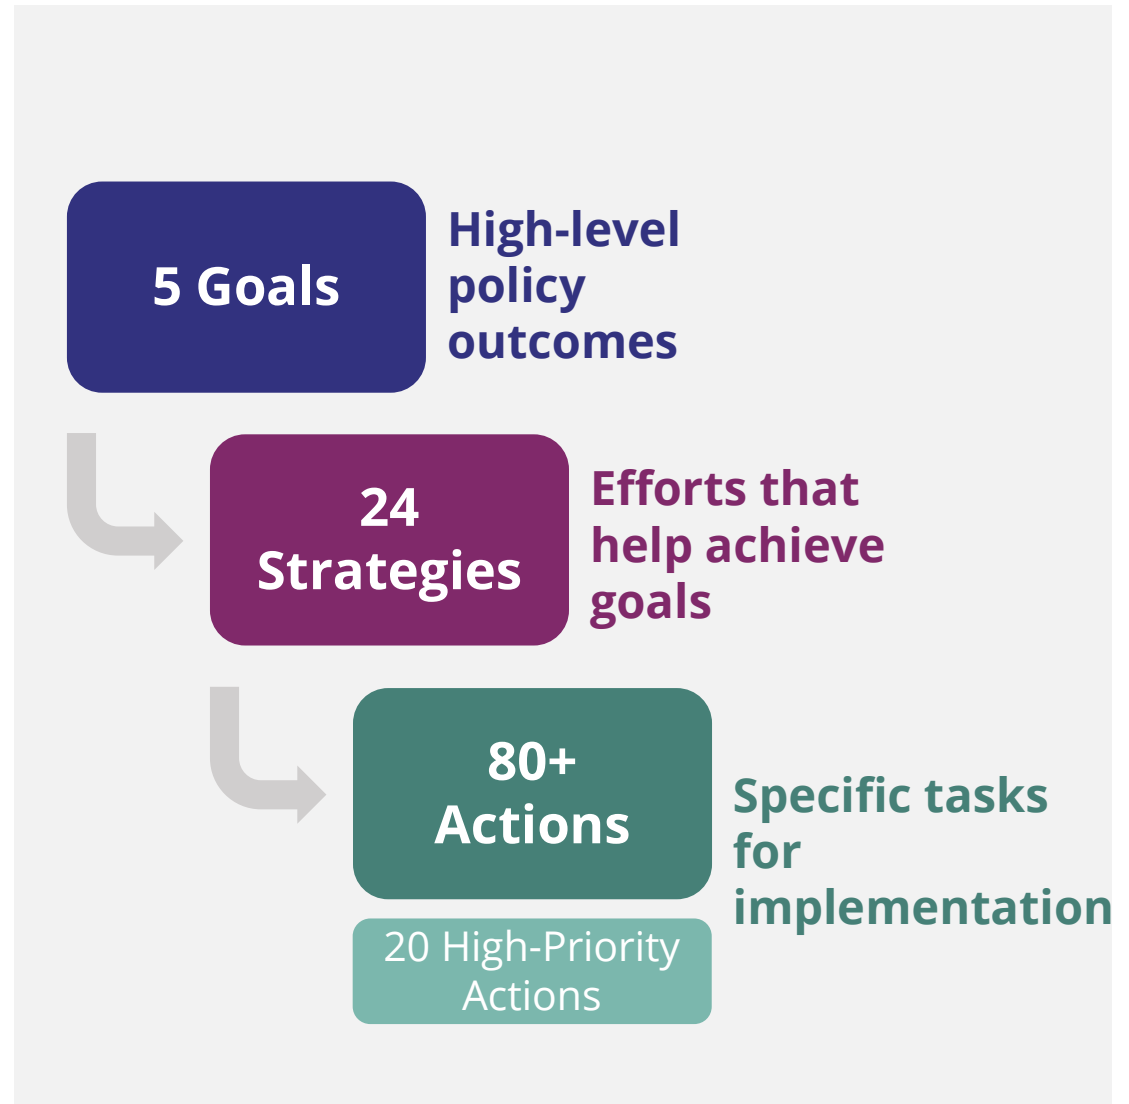 5 Goals
High-level
policy
outcomes
24
Strategies
Efforts that
help achieve
goals
80+
Actions
Specific tasks
for
implementation
20 High-Priority
Actions